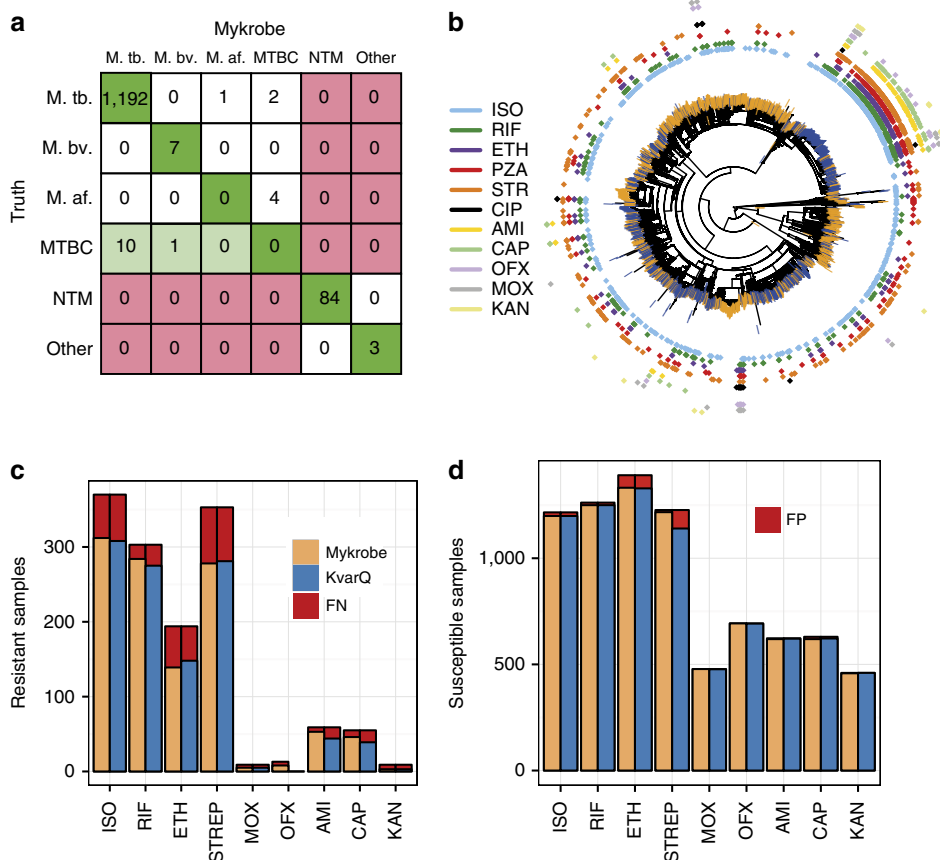 a
Mykrobe
M. tb. M. bv. M. af. MTBC NTM Other
Truth
M. tb. 1,192 0 1 2 0 0
M. bv. 0 7 0 0 0 0
M. af. 0 0 0 4 0 0
MTBC 10 1 0 0 0 0
NTM 0 0 0 0 84 0
Other 0 0 0 0 0 3
b
ISO
RIF
ETH
PZA
STR
CIP
AMI
CAP
OFX
MOX
KAN
c
Resistant samples
300
200
100
0
Mykrobe
KvarQ
FN
ISO RIF ETH STREP MOX OFX AMI CAP KAN
d
Susceptible samples
1,000
500
0
FP
ISO RIF ETH STREP MOX OFX AMI CAP KAN